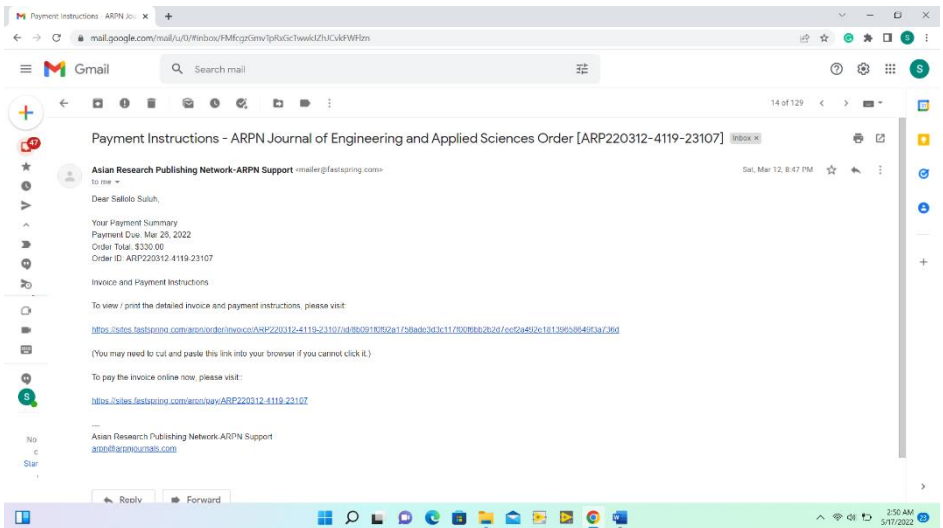 Payment Instructions - ARPN Jou
mail.google.com/mail/u/0/#inbox/
Gmail
Search mail
S
14 of 129
47
Payment Instructions - ARPN Journal of Engineering and Applied Sciences Order [ARP220312-4119-23107] Inbox ×
Asian Research Publishing Network-ARPN Support <mailer@fastspring.com>
Sat, Mar 12, 8:47 PM
to me
Dear Sallolo Suluh,
Your Payment Summary
Payment Due: Mar 26, 2022
Order Total: $330.00
Order ID: ARP220312-4119-23107
Invoice and Payment Instructions
To view / print the detailed invoice and payment instructions, please visit:
(You may need to cut and paste this link into your browser if you cannot click it.)
To pay the invoice online now, please visit::
https://sites.fastspring.com/arpn/pay/ARP220312-4119-23107
---
Asian Research Publishing Network-ARPN Support
arpn@arpnjournals.com
S
No
c
Star
Reply
Forward
2:50 AM
5/17/2022